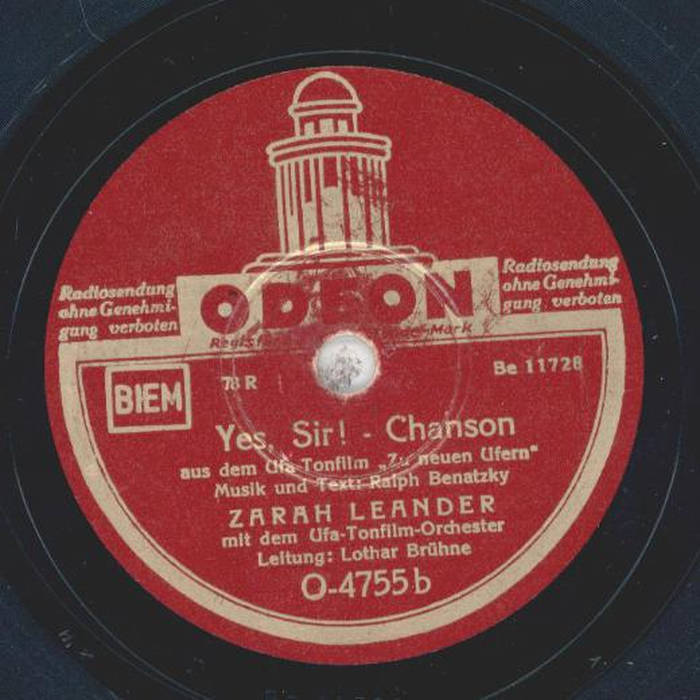 Radiosendung
ohne Genehmi-
gung verboten
ODEON
Radiosendung
ohne Genehmi-
gung verboten
BIEM
78 R
Be 11728
Yes, Sir! - Chanson
aus dem Ufa Tonfilm „Zu neuen Ufern“
Musik und Text: Ralph Benatzky
ZARAH LEANDER
mit dem Ufa-Tonfilm-Orchester
Leitung: Lothar Brühne
O-4755b